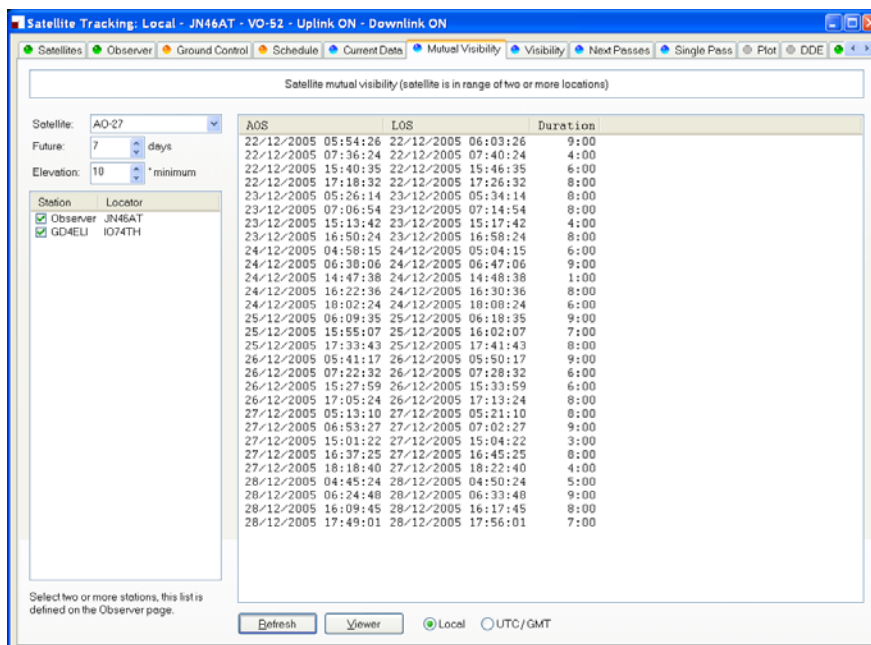 Satellite Tracking: Local - JN46AT - VO-52 - Uplink ON - Downlink ON
Satellites Observer Ground Control Schedule Current Data Mutual Visibility Visibility Next Passes Single Pass Plot DDE
Satellite mutual visibility (satellite is in range of two or more locations)
Satellite: AO-27
Future: 7 days
Elevation: 10 ° minimum
Station Locator
Observer JN46AT
GD4ELI IO74TH
Select two or more stations, this list is
defined on the Observer page.
AOS LOS Duration
22/12/2005 05:54:26 22/12/2005 06:03:26 9:00
22/12/2005 07:36:24 22/12/2005 07:40:24 4:00
22/12/2005 15:40:35 22/12/2005 15:46:35 6:00
22/12/2005 17:18:32 22/12/2005 17:26:32 8:00
23/12/2005 05:26:14 23/12/2005 05:34:14 8:00
23/12/2005 07:06:54 23/12/2005 07:14:54 8:00
23/12/2005 15:13:42 23/12/2005 15:17:42 4:00
23/12/2005 16:50:24 23/12/2005 16:58:24 8:00
24/12/2005 04:58:15 24/12/2005 05:04:15 6:00
24/12/2005 06:38:06 24/12/2005 06:47:06 9:00
24/12/2005 14:47:38 24/12/2005 14:48:38 1:00
24/12/2005 16:22:36 24/12/2005 16:30:36 8:00
24/12/2005 18:02:24 24/12/2005 18:08:24 6:00
25/12/2005 06:09:35 25/12/2005 06:18:35 9:00
25/12/2005 15:55:07 25/12/2005 16:02:07 7:00
25/12/2005 17:33:43 25/12/2005 17:41:43 8:00
26/12/2005 05:41:17 26/12/2005 05:50:17 9:00
26/12/2005 07:22:32 26/12/2005 07:28:32 6:00
26/12/2005 15:27:59 26/12/2005 15:33:59 6:00
26/12/2005 17:05:24 26/12/2005 17:13:24 8:00
27/12/2005 05:13:10 27/12/2005 05:21:10 8:00
27/12/2005 06:53:27 27/12/2005 07:02:27 9:00
27/12/2005 15:01:22 27/12/2005 15:04:22 3:00
27/12/2005 16:37:25 27/12/2005 16:45:25 8:00
27/12/2005 18:18:40 27/12/2005 18:22:40 4:00
28/12/2005 04:45:24 28/12/2005 04:50:24 5:00
28/12/2005 06:24:48 28/12/2005 06:33:48 9:00
28/12/2005 16:09:45 28/12/2005 16:17:45 8:00
28/12/2005 17:49:01 28/12/2005 17:56:01 7:00
Refresh Viewer Local UTC/GMT